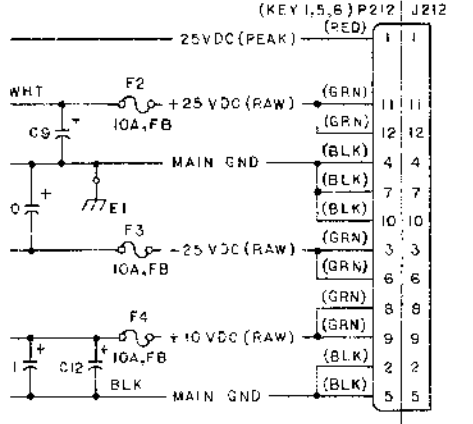 (KEY 1,5,6) P212 J212
(RED)
25VDC(PEAK) 1 1
WHT F2 +25 VDC (RAW) (GRN) 11 11
10A,FB (GRN) 12 12
C9 +
MAIN GND (BLK) 4 4
(BLK) 7 7
+ E1 (BLK) 10 10
F3 -25 VDC (RAW) (GRN) 3 3
10A,FB (GRN) 6 6
(GRN) 8 8
F4 +10 VDC (RAW) (GRN) 9 9
+ C12 + 10A,FB (BLK) 2 2
BLK MAIN GND (BLK) 5 5